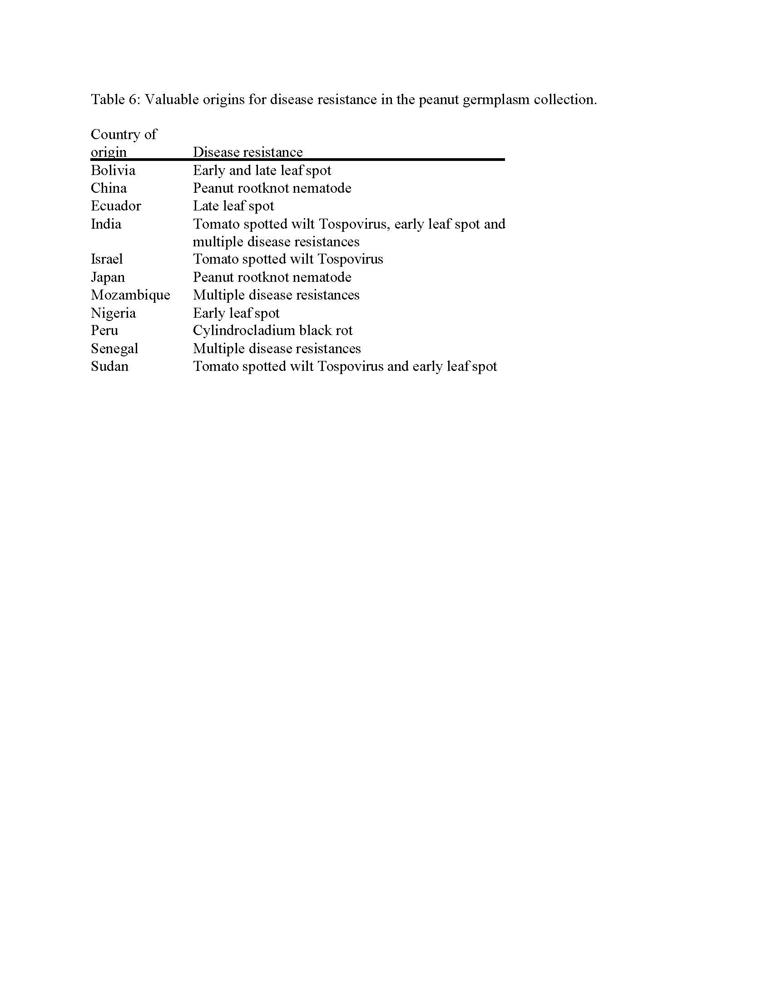 Table 6: Valuable origins for disease resistance in the peanut germplasm collection.
Country of
origin Disease resistance
Bolivia Early and late leaf spot
China Peanut rootknot nematode
Ecuador Late leaf spot
India Tomato spotted wilt Tospovirus, early leaf spot and
multiple disease resistances
Israel Tomato spotted wilt Tospovirus
Japan Peanut rootknot nematode
Mozambique Multiple disease resistances
Nigeria Early leaf spot
Peru Cylindrocladium black rot
Senegal Multiple disease resistances
Sudan Tomato spotted wilt Tospovirus and early leaf spot